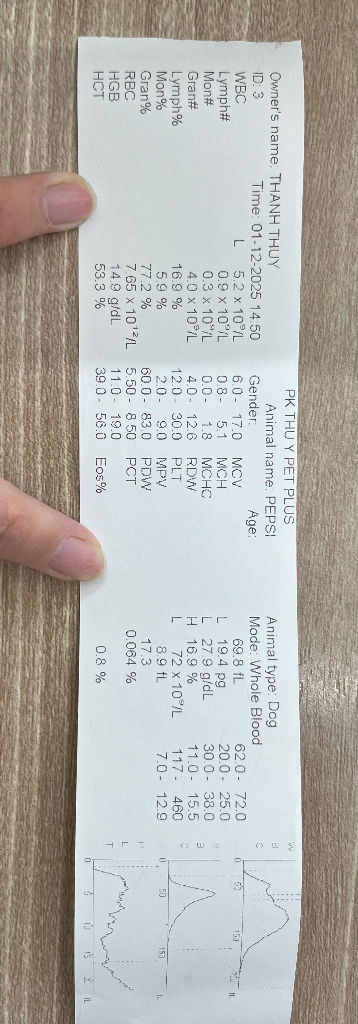 PK THU Y PET PLUS
Owner's name: THANH THUY Animal name: PEPSI Animal type: Dog
ID: 3 Time: 01-12-2025 14.50 Gender: Age: Mode: Whole Blood
WBC L 5.2 x 10⁹/L 6.0 - 17.0 MCV 69.8 fL 62.0 - 72.0
Lymph# 0.9 x 10⁹/L 0.8 - 5.1 MCH L 19.4 pg 20.0 - 25.0
Mon# 0.3 x 10⁹/L 0.0 - 1.8 MCHC L 27.9 g/dL 30.0 - 38.0
Gran# 4.0 x 10⁹/L 4.0 - 12.6 RDW H 16.9 % 11.0 - 15.5
Lymph% 16.9 % 12.0 - 30.0 PLT L 72 x 10⁹/L 117 - 460
Mon% 5.9 % 2.0 - 9.0 MPV 8.9 fL 7.0 - 12.9
Gran% 77.2 % 60.0 - 83.0 PDW 17.3
RBC 7.65 x 10¹²/L 5.50 - 8.50 PCT 0.064 %
HGB 14.9 g/dL 11.0 - 19.0
HCT 53.3 % 39.0 - 56.0 Eos% 0.8 %
W B C
0 50 150 fL
R B C
0 50 150 L
P L T
0 5 10 15 fL